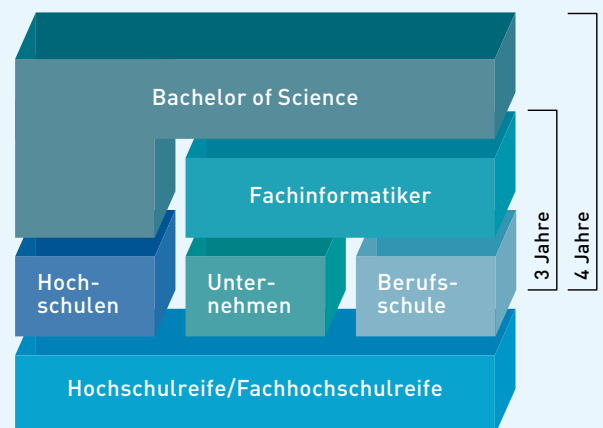 Bachelor of Science
Fachinformatiker
Hoch-
schulen
Unter-
nehmen
Berufs-
schule
Hochschulreife/Fachhochschulreife
3 Jahre
4 Jahre